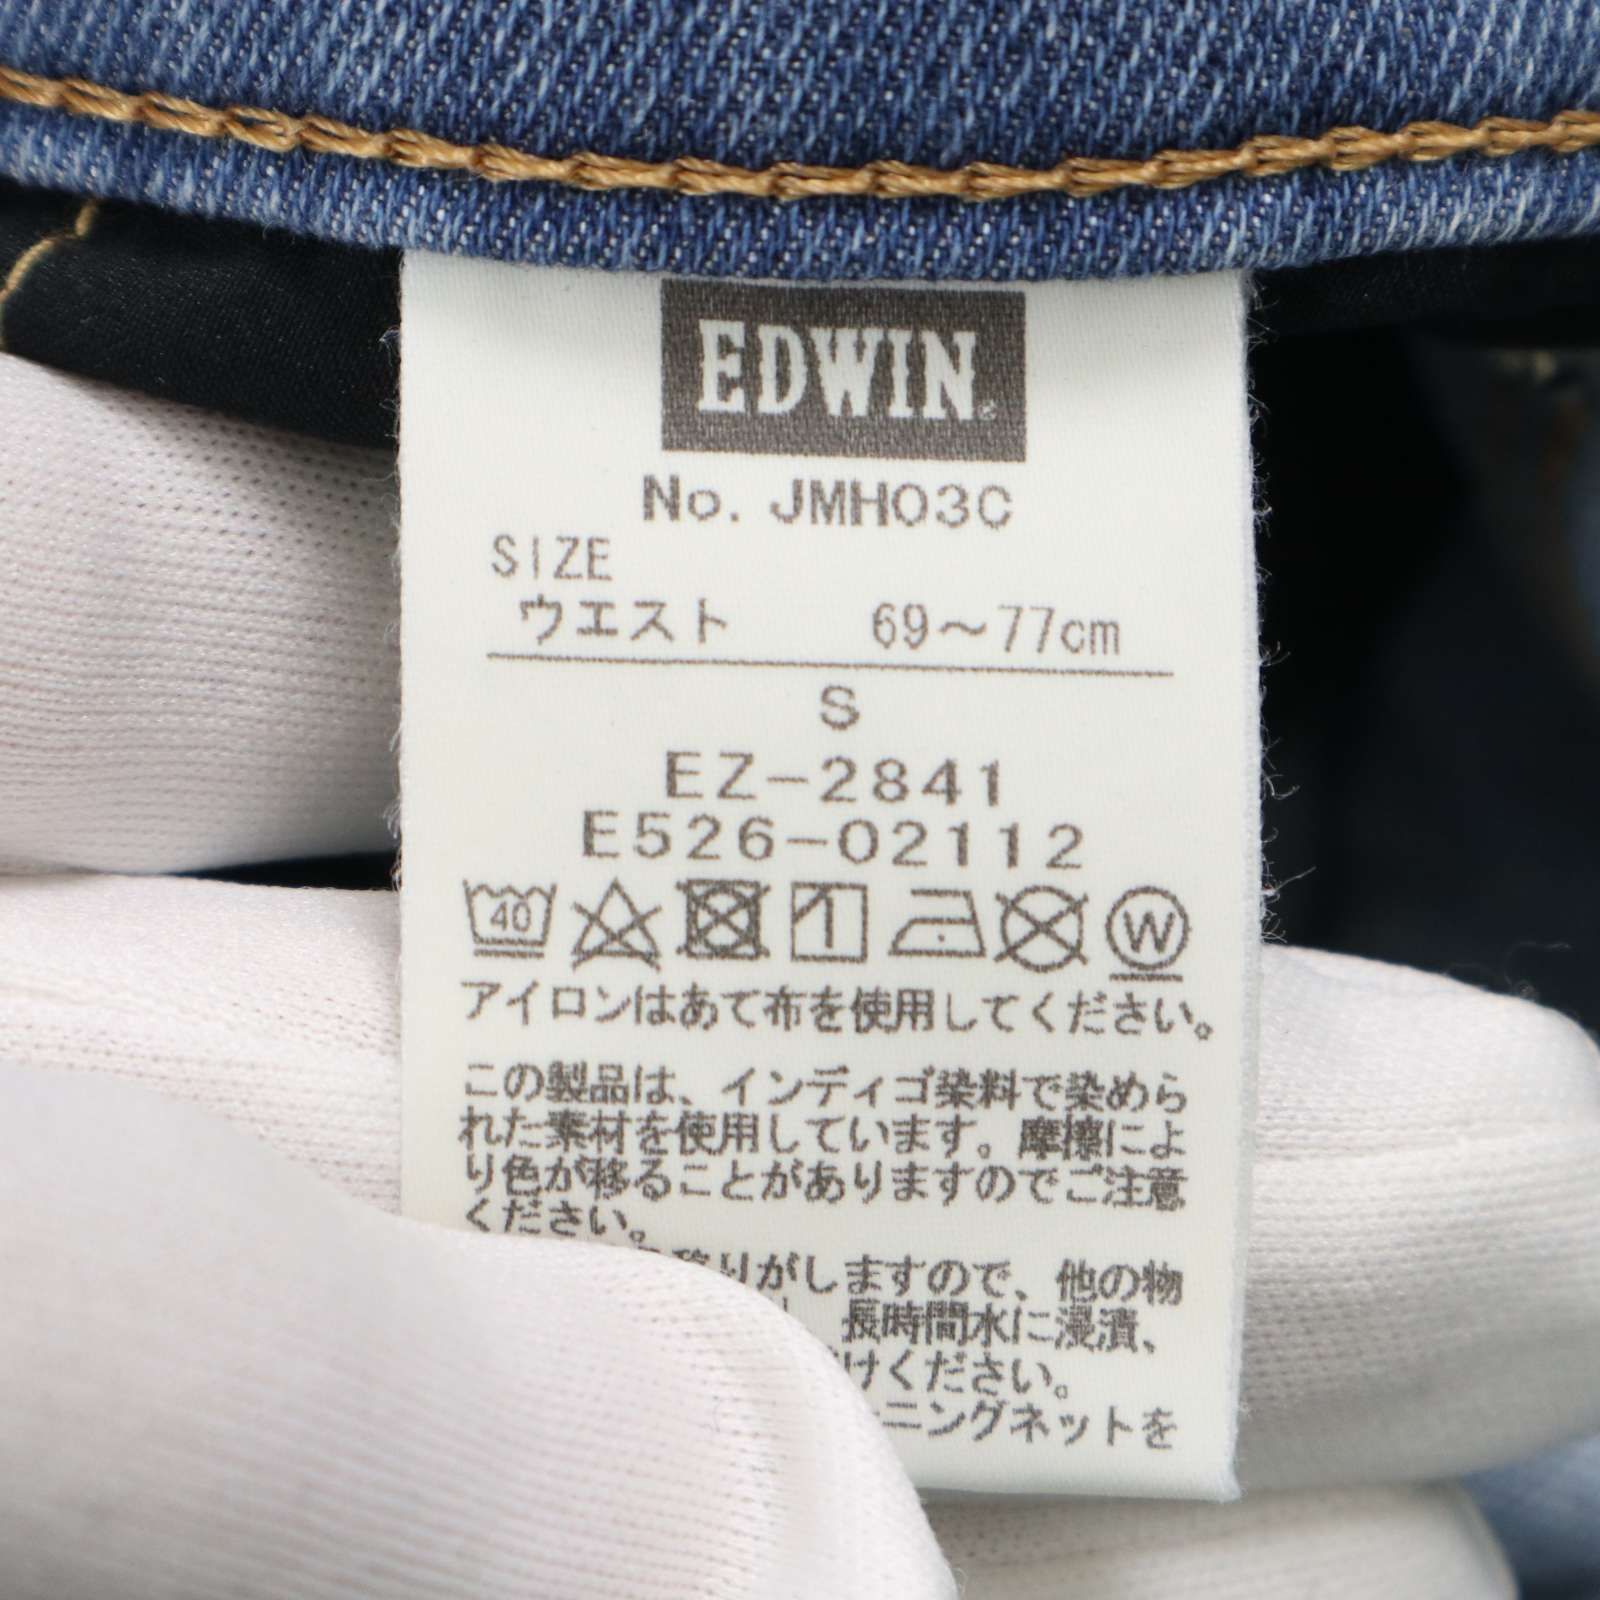 EDWIN
No. JMH03C
SIZE
ウエスト 69〜77cm
S
EZ-2841
E526-02112
40 W
アイロンはあて布を使用してください。
この製品は、インディゴ染料で染めら
れた素材を使用しています。摩擦によ
り色が移ることがありますのでご注意
ください。
りがしますので、他の物
長時間水に浸漬、
けください。
ニングネットを